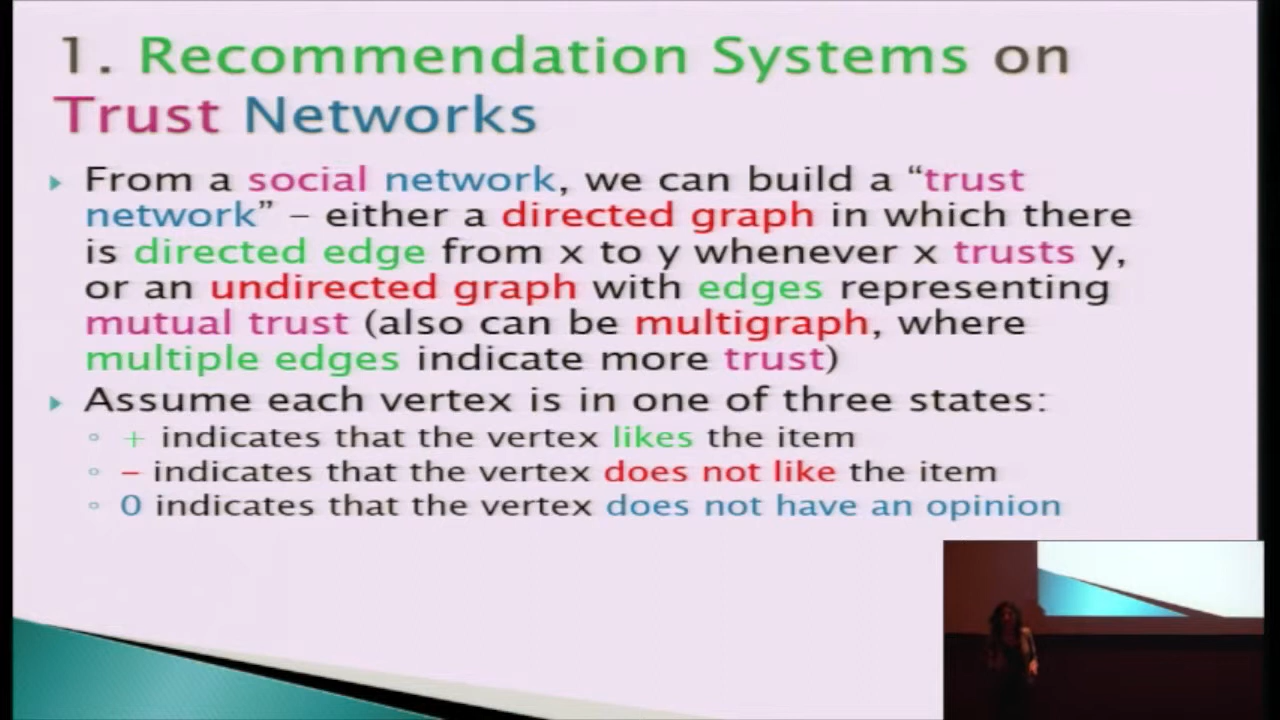 1. Recommendation Systems on
Trust Networks
From a social network, we can build a “trust
network” – either a directed graph in which there
is directed edge from x to y whenever x trusts y,
or an undirected graph with edges representing
mutual trust (also can be multigraph, where
multiple edges indicate more trust)
Assume each vertex is in one of three states:
+ indicates that the vertex likes the item
– indicates that the vertex does not like the item
0 indicates that the vertex does not have an opinion